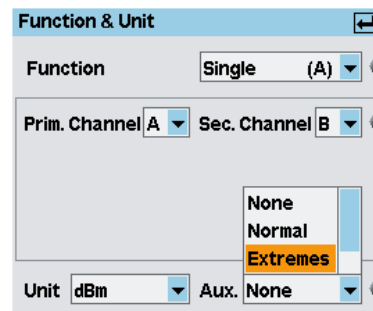 Function & Unit
Function Single (A)
Prim. Channel A Sec. Channel B
None
Normal
Extremes
Unit dBm Aux. None